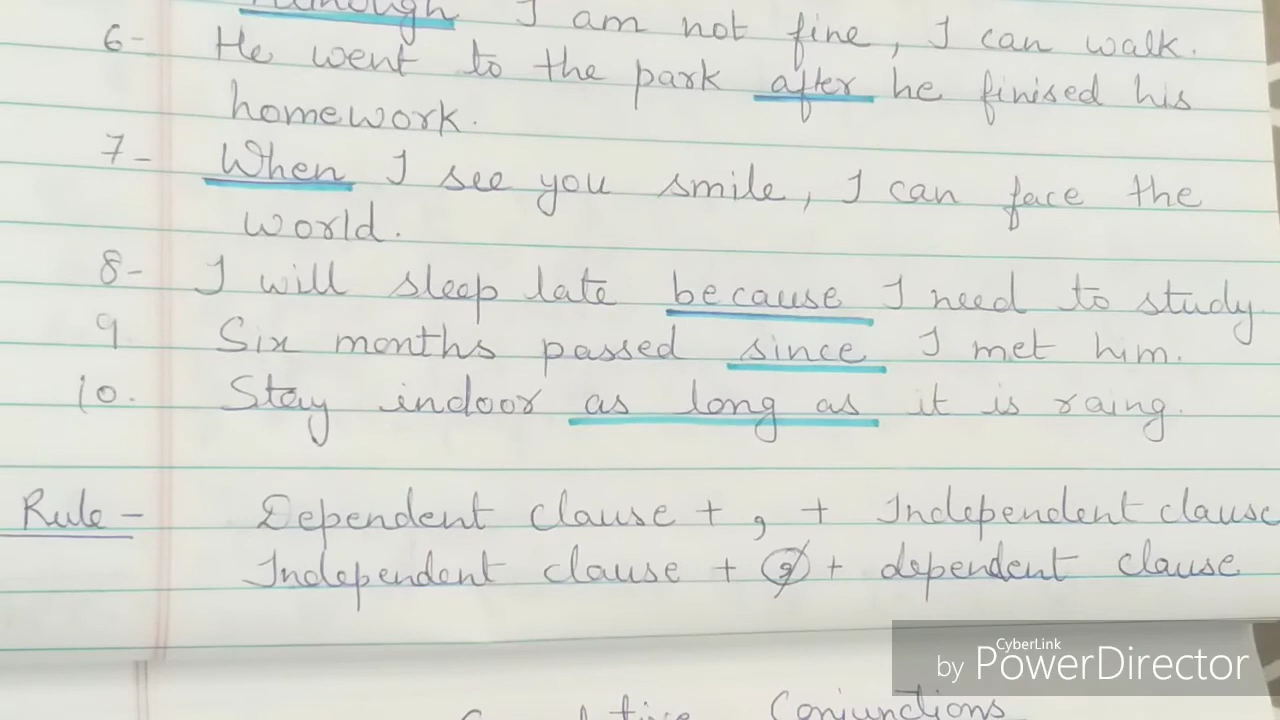 Although I am not fine, I can walk.
6- He went to the park after he finised his
homework.
7- When I see you smile, I can face the
world.
8- I will sleep late because I need to study
9 Six months passed since I met him.
10. Stay indoor as long as it is raing.
Rule - Dependent clause + , + Independent clause
Independent clause + , + dependent clause
CyberLink
by PowerDirector
Conjunctions